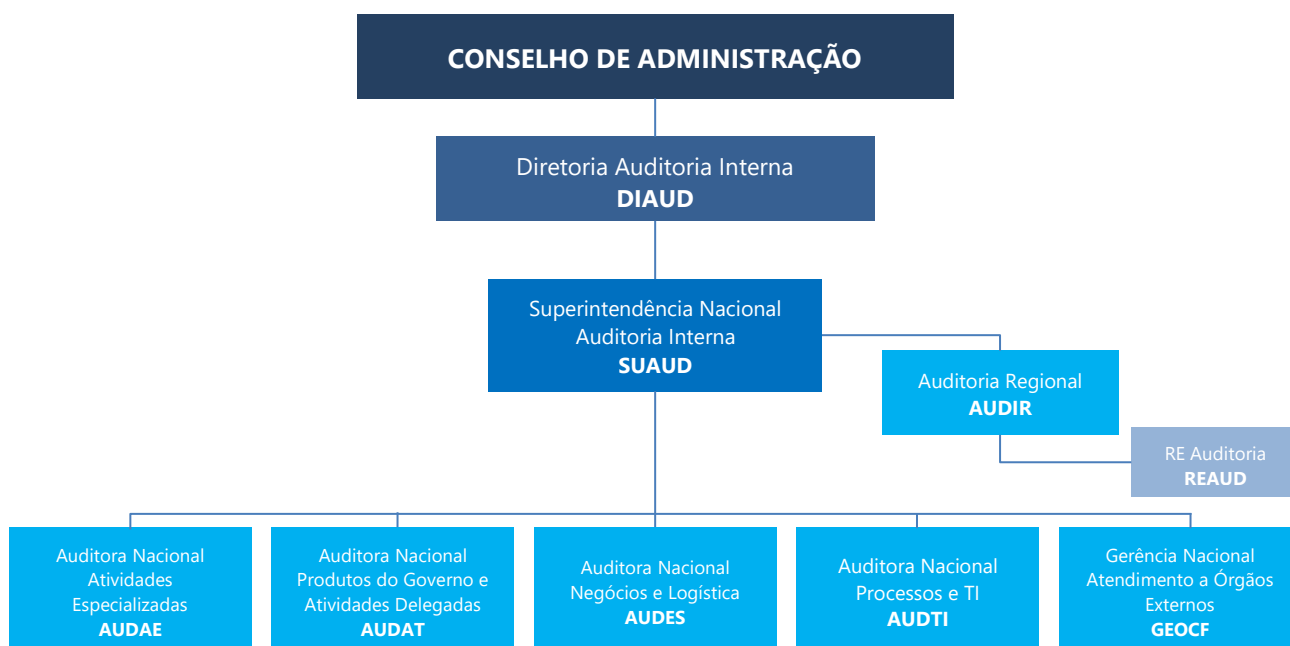 CONSELHO DE ADMINISTRAÇÃO
Diretoria Auditoria Interna
DIAUD
Superintendência Nacional
Auditoria Interna
SUAUD
Auditoria Regional
AUDIR
RE Auditoria
REAUD
Auditora Nacional
Atividades
Especializadas
AUDAE
Auditora Nacional
Produtos do Governo e
Atividades Delegadas
AUDAT
Auditora Nacional
Negócios e Logística
AUDES
Auditora Nacional
Processos e TI
AUDTI
Gerência Nacional
Atendimento a Órgãos
Externos
GEOCF